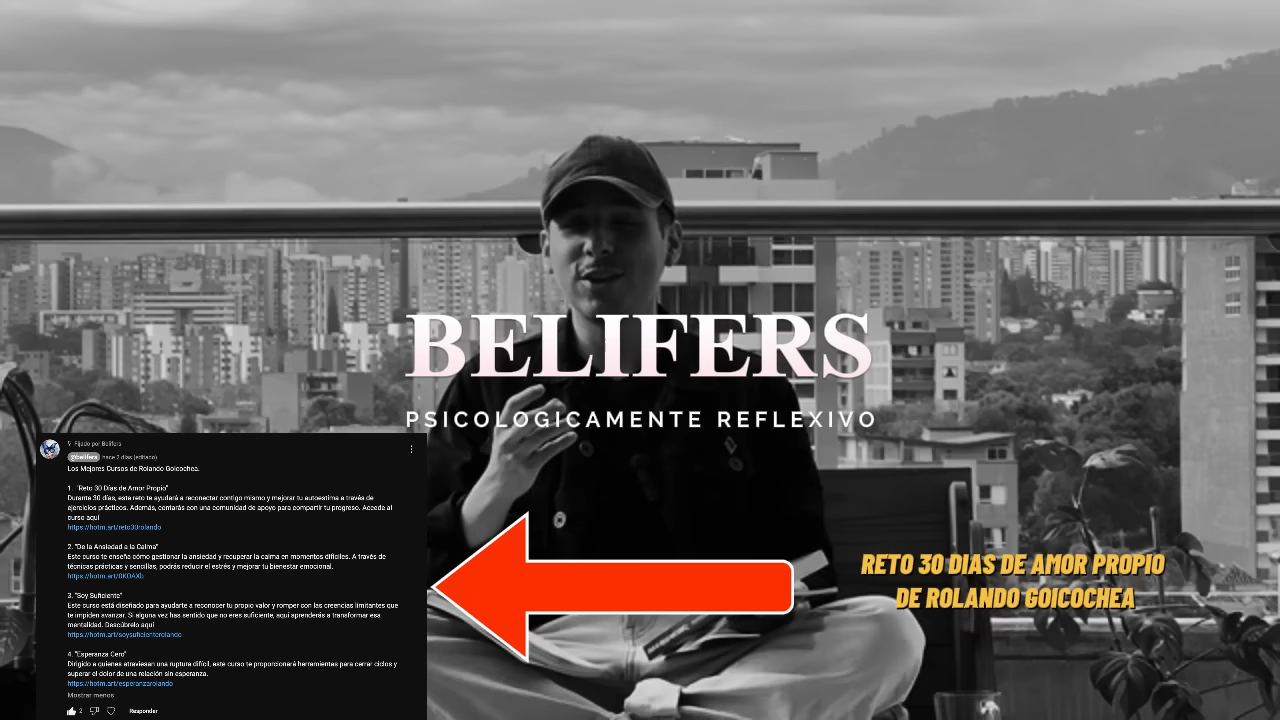 BELIFERS
PSICOLOGICAMENTE REFLEXIVO
Fijado por Belifers
@belifers hace 2 días (editado)
Los Mejores Cursos de Rolando Goicochea.
1. "Reto 30 Días de Amor Propio"
Durante 30 días, este reto te ayudará a reconectar contigo mismo y mejorar tu autoestima a través de
ejercicios prácticos. Además, contarás con una comunidad de apoyo para compartir tu progreso. Accede al
curso aquí
https://hotm.art/reto30rolando
2. "De la Ansiedad a la Calma"
Este curso te enseña cómo gestionar la ansiedad y recuperar la calma en momentos difíciles. A través de
técnicas prácticas y sencillas, podrás reducir el estrés y mejorar tu bienestar emocional.
https://hotm.art/0KOAXb
3. "Soy Suficiente"
Este curso está diseñado para ayudarte a reconocer tu propio valor y romper con las creencias limitantes que
te impiden avanzar. Si alguna vez has sentido que no eres suficiente, aquí aprenderás a transformar esa
mentalidad. Descúbrelo aquí
https://hotm.art/soysuficienterolando
4. "Esperanza Cero"
Dirigido a quienes atraviesan una ruptura difícil, este curso te proporcionará herramientas para cerrar ciclos y
superar el dolor de una relación sin esperanza.
https://hotm.art/esperanzarolando
Mostrar menos
2 Responder
RETO 30 DIAS DE AMOR PROPIO
DE ROLANDO GOICOCHEA